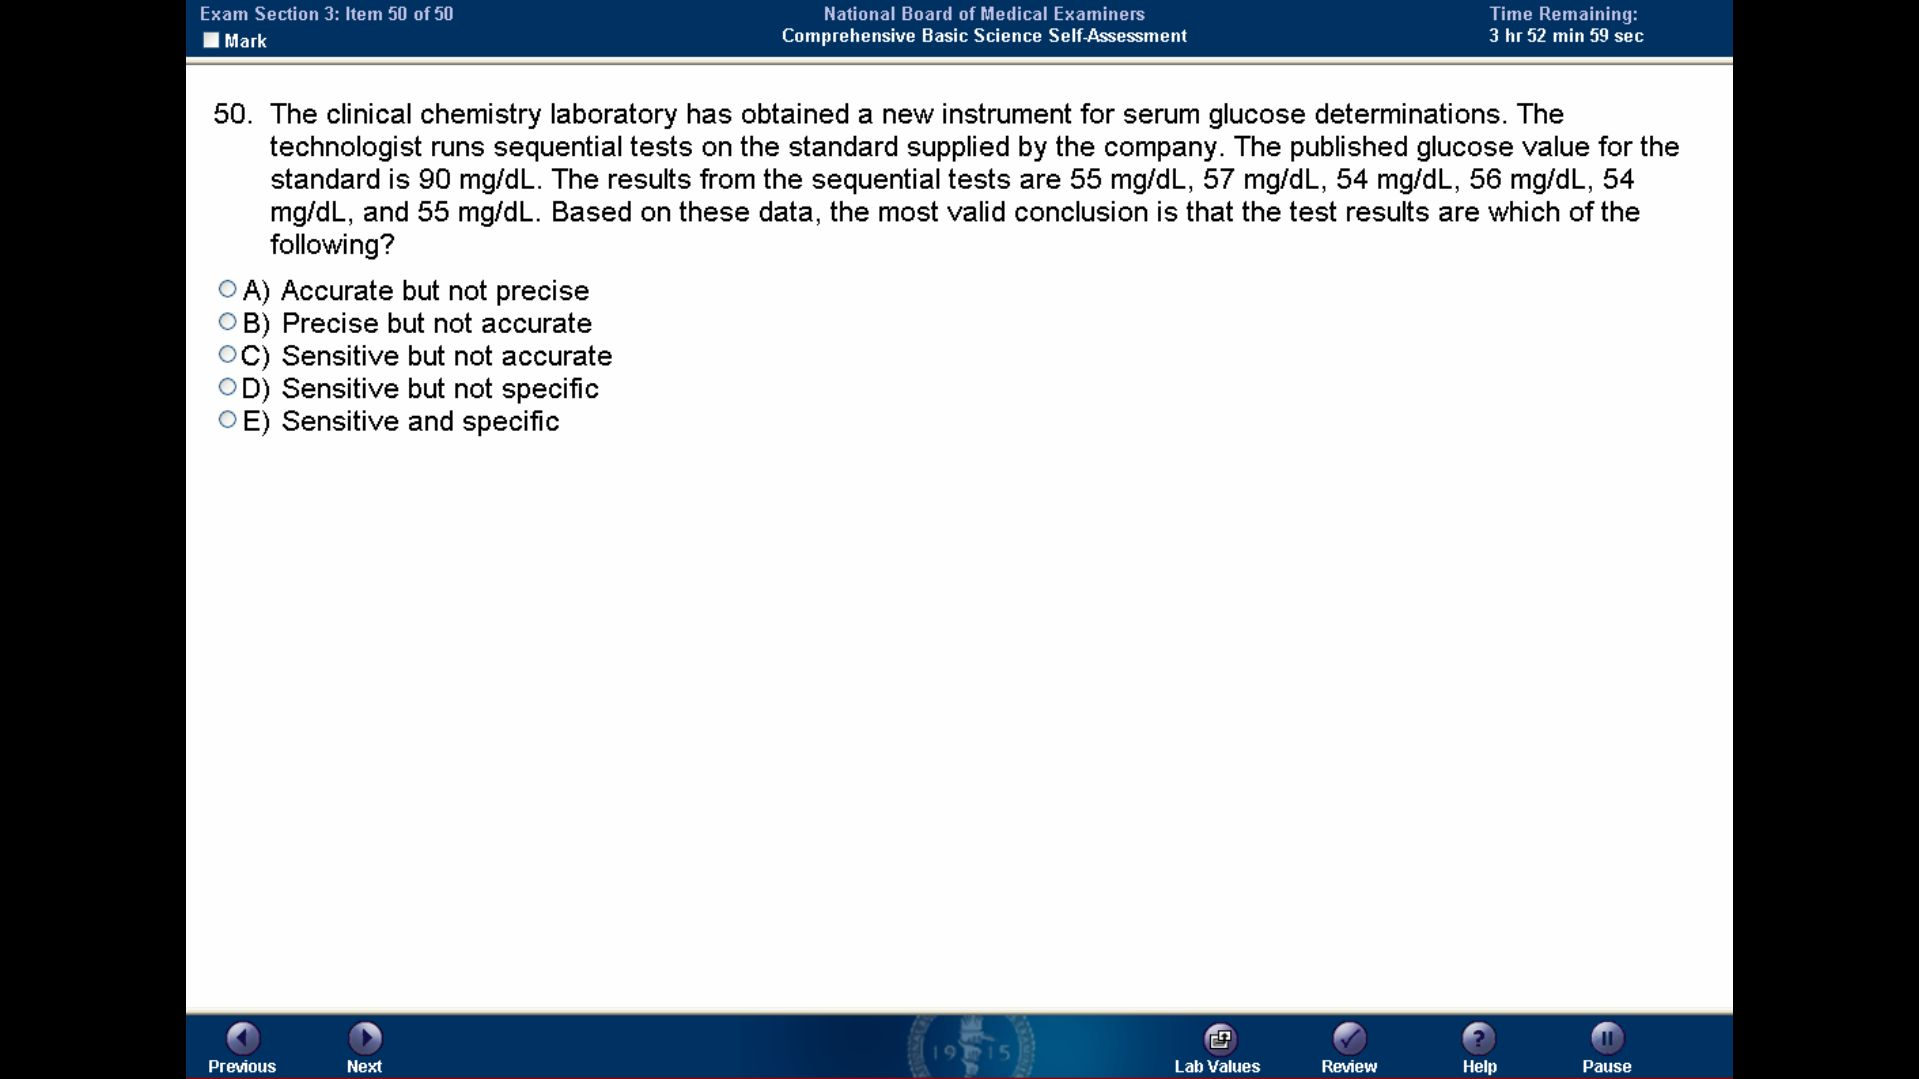 Exam Section 3: Item 50 of 50
National Board of Medical Examiners
Time Remaining:
Mark
Comprehensive Basic Science Self-Assessment
3 hr 52 min 59 sec
50. The clinical chemistry laboratory has obtained a new instrument for serum glucose determinations. The
technologist runs sequential tests on the standard supplied by the company. The published glucose value for the
standard is 90 mg/dL. The results from the sequential tests are 55 mg/dL, 57 mg/dL, 54 mg/dL, 56 mg/dL, 54
mg/dL, and 55 mg/dL. Based on these data, the most valid conclusion is that the test results are which of the
following?
A) Accurate but not precise
B) Precise but not accurate
C) Sensitive but not accurate
D) Sensitive but not specific
E) Sensitive and specific
1915
Previous
Next
Lab Values
Review
Help
Pause